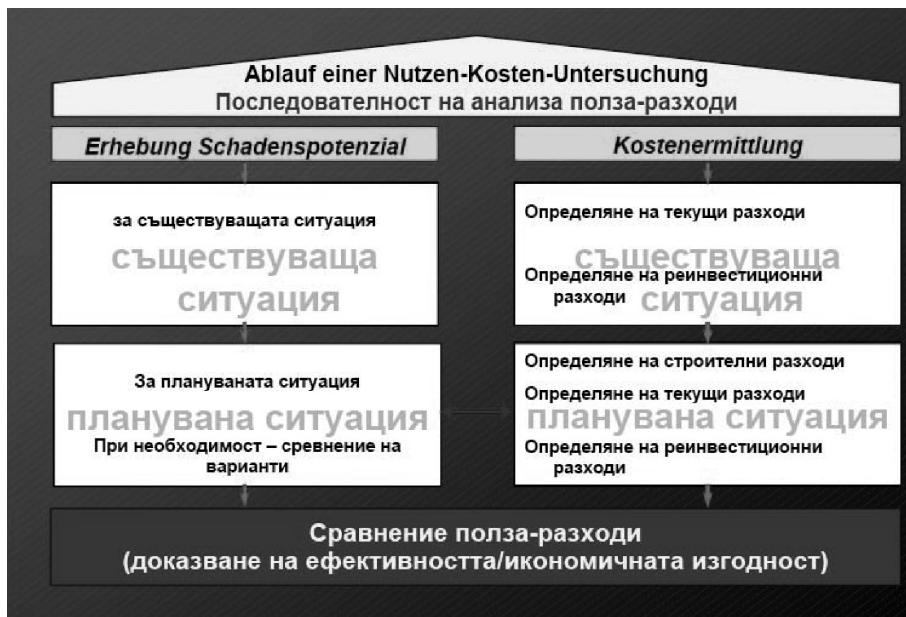 Ablauf einer Nutzen-Kosten-Untersuchung
Последователност на анализа полза-разходи
Erhebung Schadenspotenzial
за съществуващата ситуация
съществуваща
ситуация
За плануваната ситуация
планувана ситуация
При необходимост – сревнение на
варианти
Kostenermittlung
Определяне на текущи разходи
съществуваща
Определяне на реинвестиционни
разходи
ситуация
Определяне на строителни разходи
Определяне на текущи разходи
планувана ситуация
Определяне на реинвестиционни
разходи
Сравнение полза-разходи
(доказване на ефективността/икономичната изгодност)